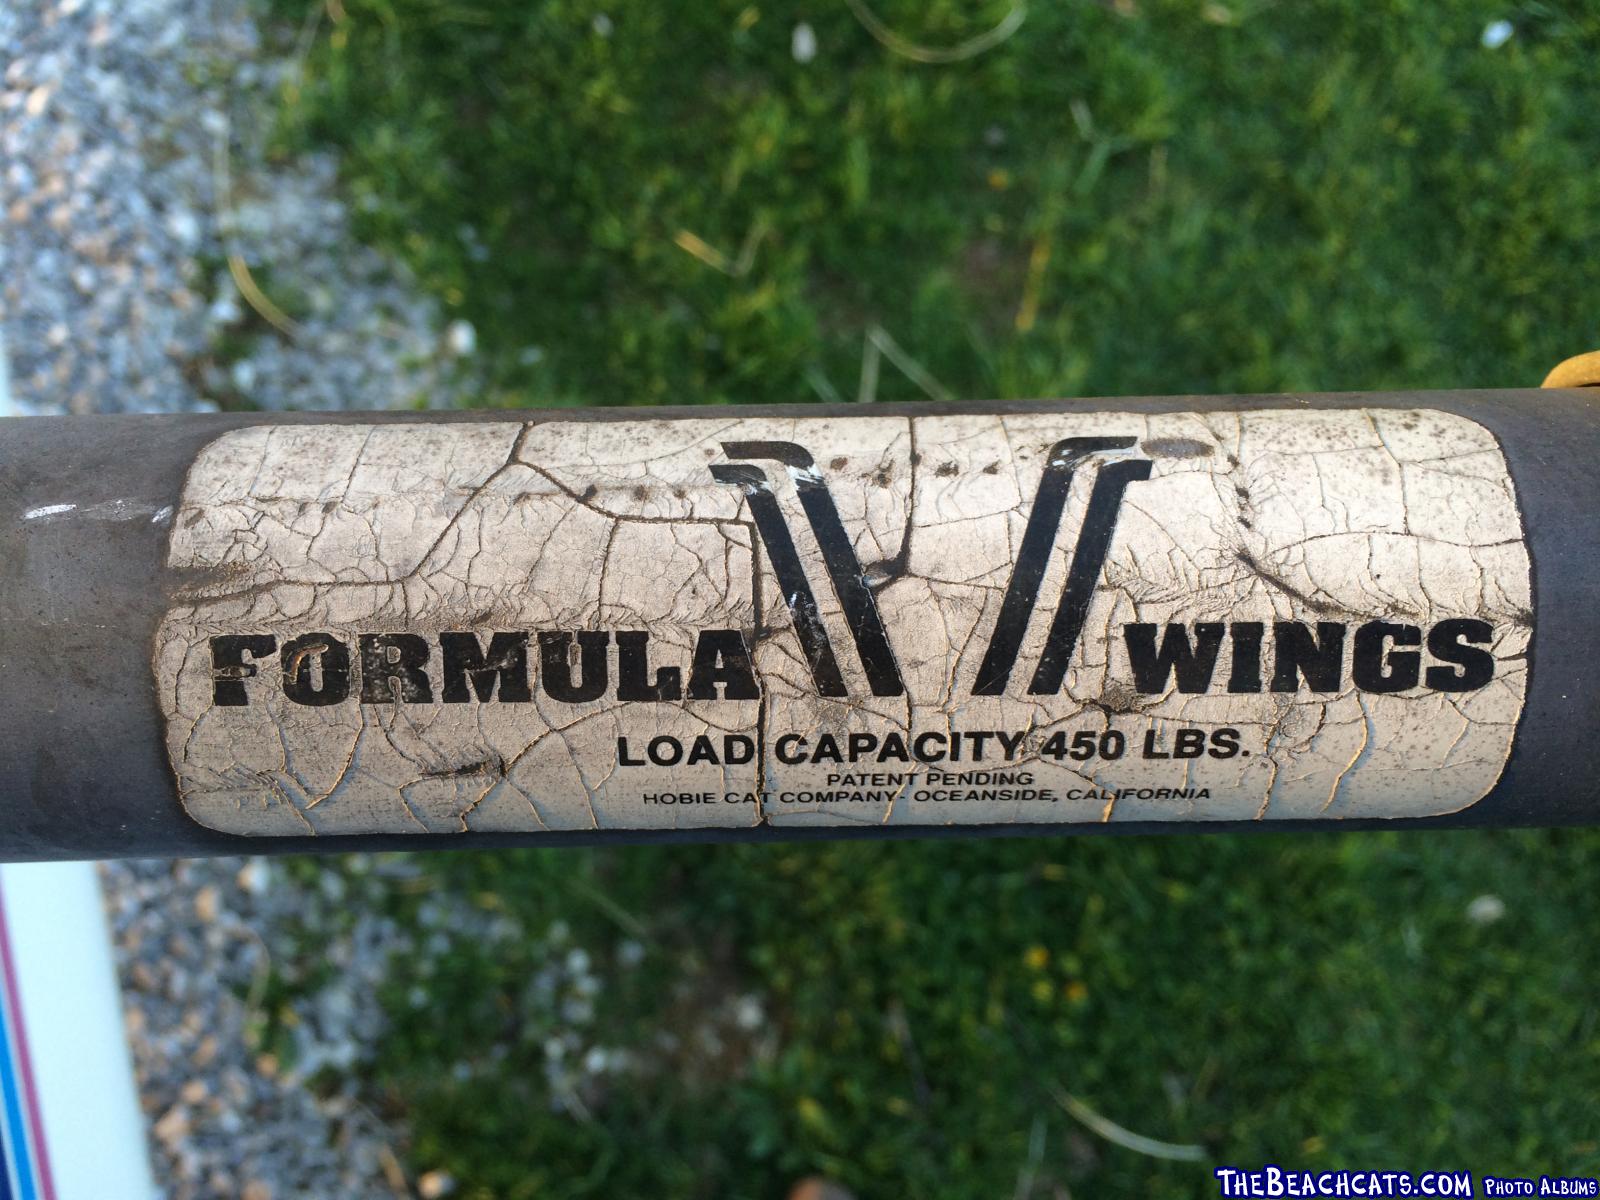 FORMULA V WINGS
LOAD CAPACITY 450 LBS.
PATENT PENDING
HOBIE CAT COMPANY- OCEANSIDE, CALIFORNIA
THEBEACHCATS.COM PHOTO ALBUMS